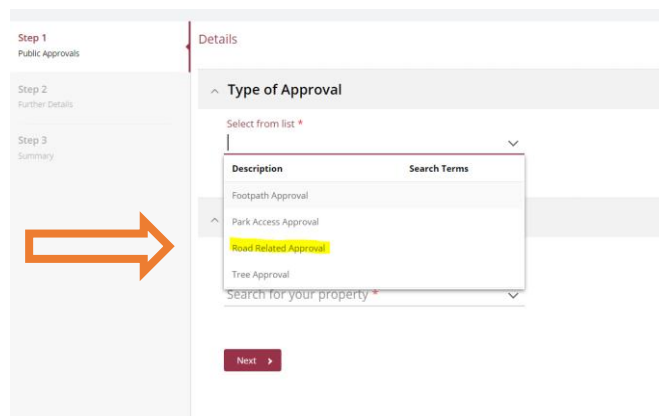 Step 1
Public Approvals
Step 2
Further Details
Step 3
Summary
Details
Type of Approval
Select from list *
Description Search Terms
Footpath Approval
Park Access Approval
Road Related Approval
Tree Approval
Search for your property *
Next